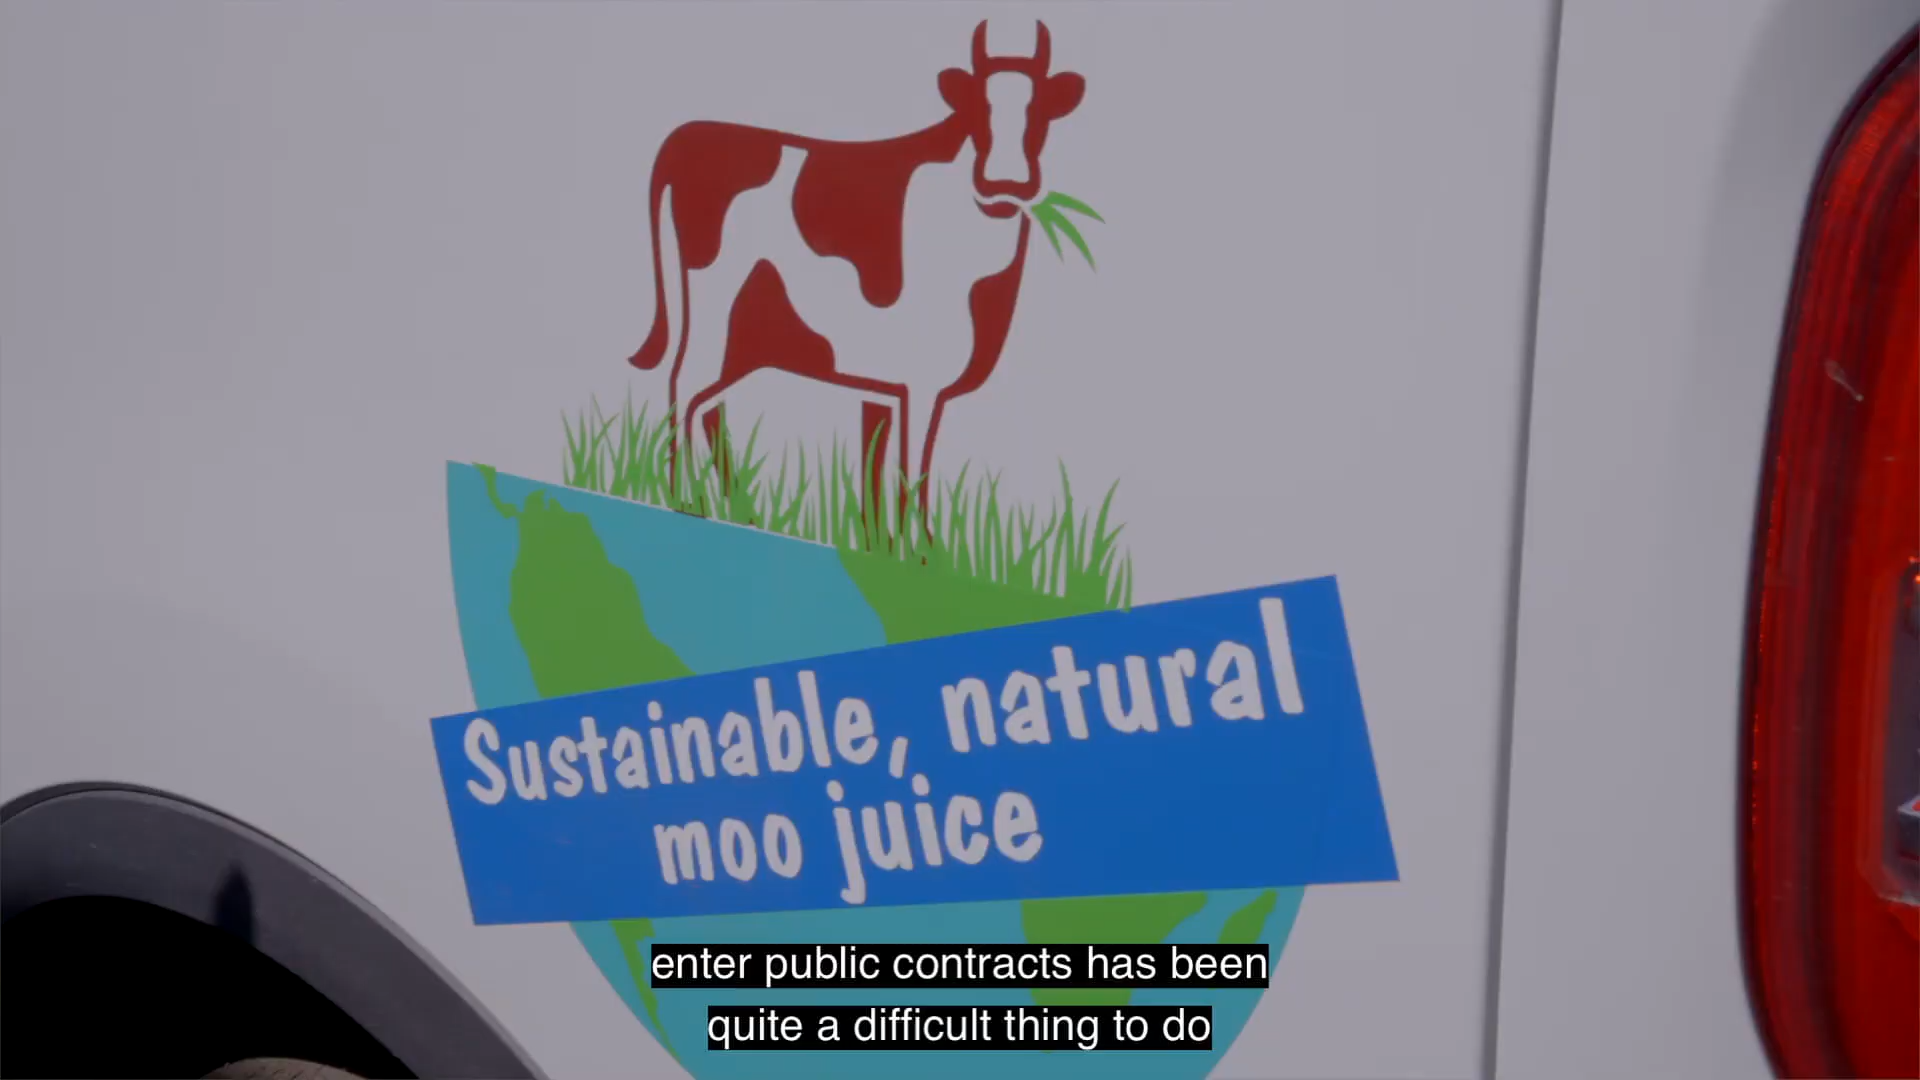 Sustainable, natural
moo juice
enter public contracts has been
quite a difficult thing to do